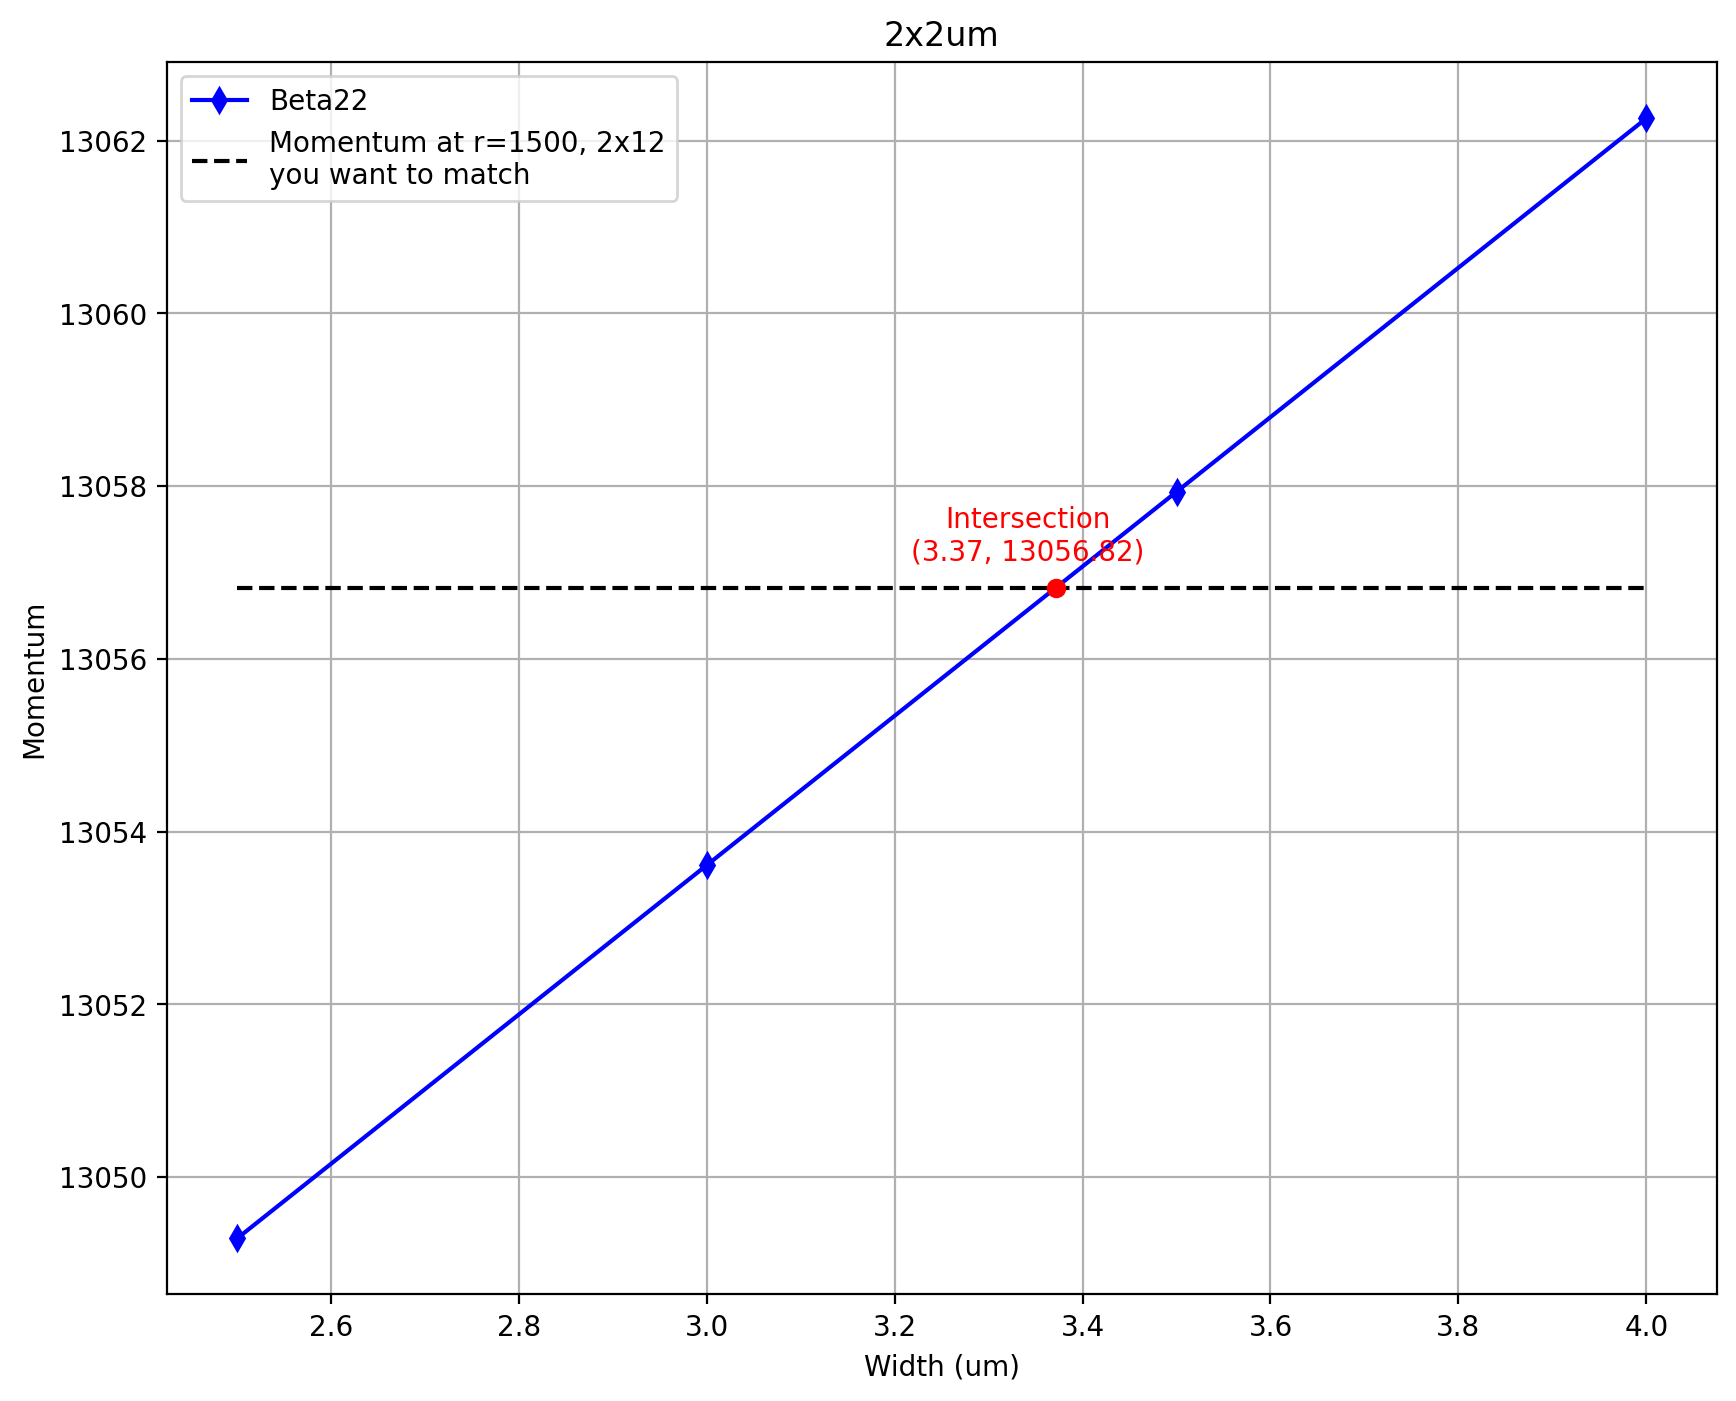 2x2um
Beta22
Momentum at r=1500, 2x12
you want to match
13062
13060
13058
13056
13054
13052
13050
Momentum
Intersection
(3.37, 13056.82)
2.6 2.8 3.0 3.2 3.4 3.6 3.8 4.0
Width (um)